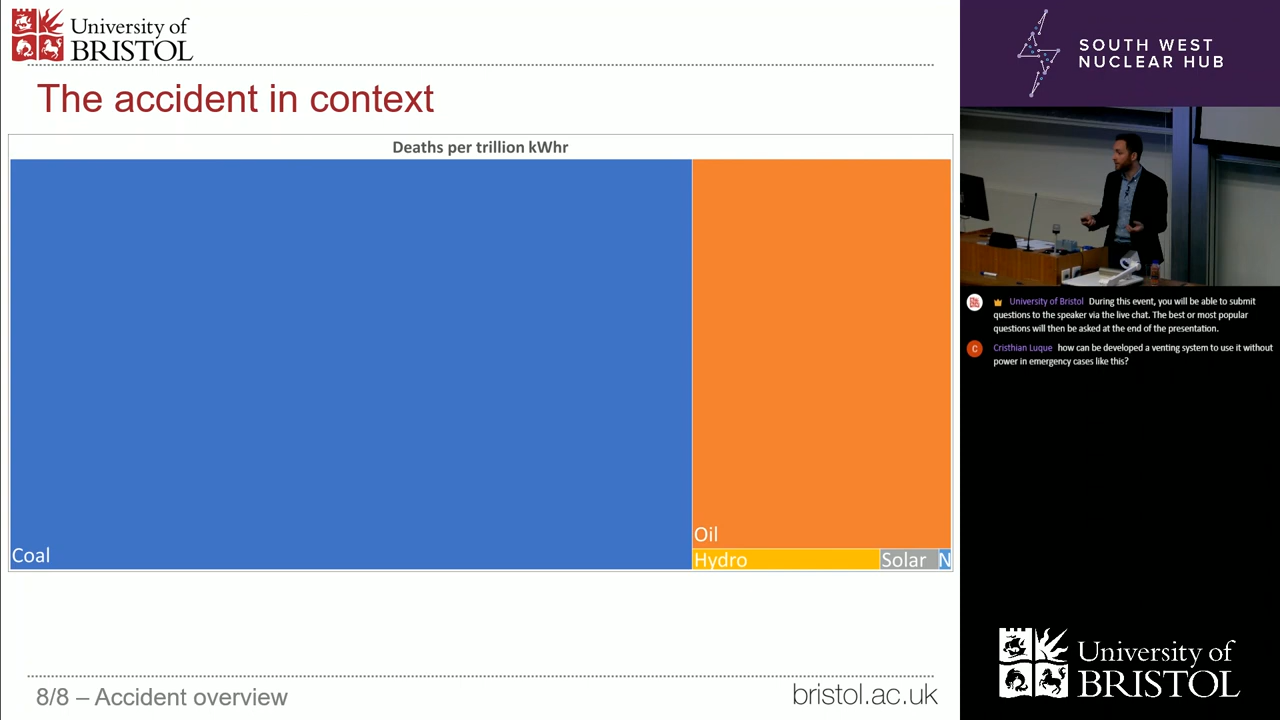 University of
BRISTOL
The accident in context
Deaths per trillion kWhr
Coal
Oil
Hydro
Solar
N
8/8 – Accident overview
bristol.ac.uk
SOUTH WEST
NUCLEAR HUB
University of Bristol During this event, you will be able to submit
questions to the speaker via the live chat. The best or most popular
questions will then be asked at the end of the presentation.
C
Cristhian Luque how can be developed a venting system to use it without
power in emergency cases like this?
University of
BRISTOL